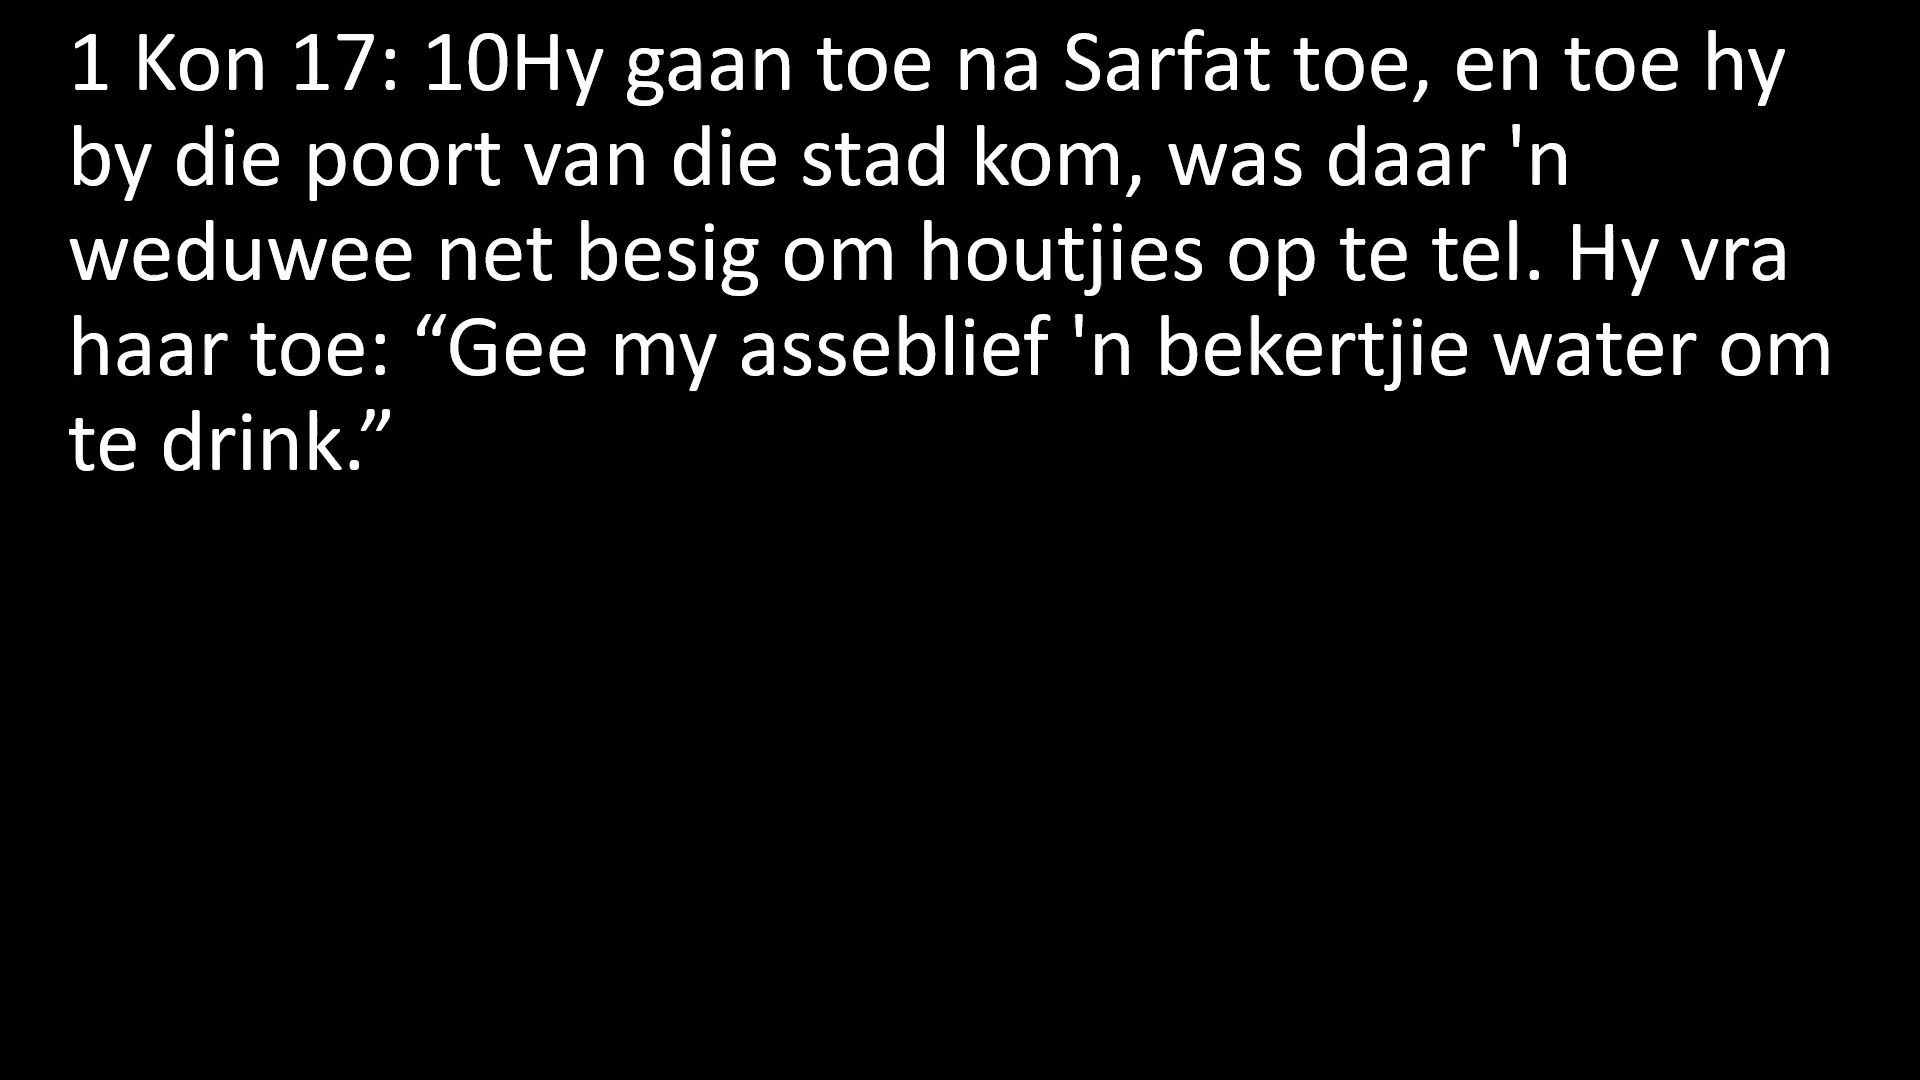 1 Kon 17: 10Hy gaan toe na Sarfat toe, en toe hy
by die poort van die stad kom, was daar 'n
weduwee net besig om houtjies op te tel. Hy vra
haar toe: “Gee my asseblief 'n bekertjie water om
te drink.”